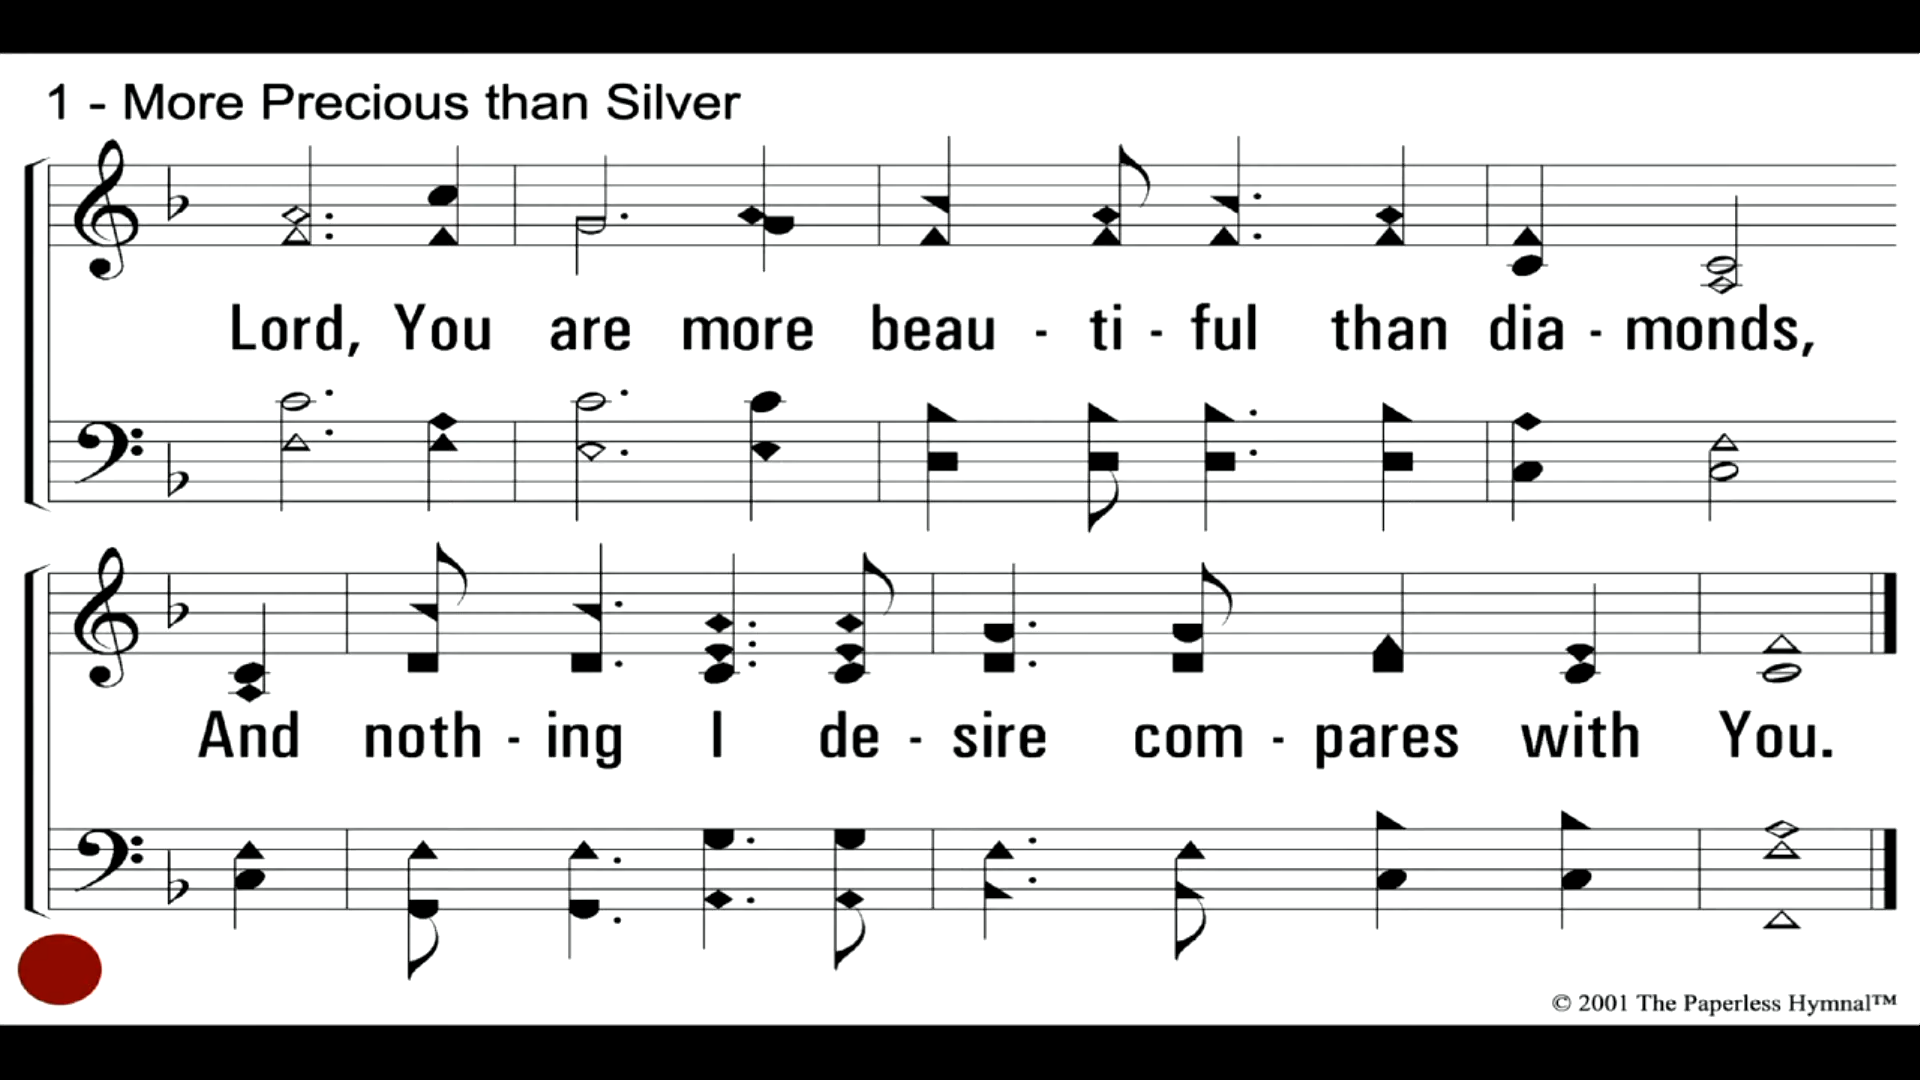 1 - More Precious than Silver
Lord, You are more beau - ti - ful than dia - monds,
And noth - ing I de - sire com - pares with You.
© 2001 The Paperless Hymnal™